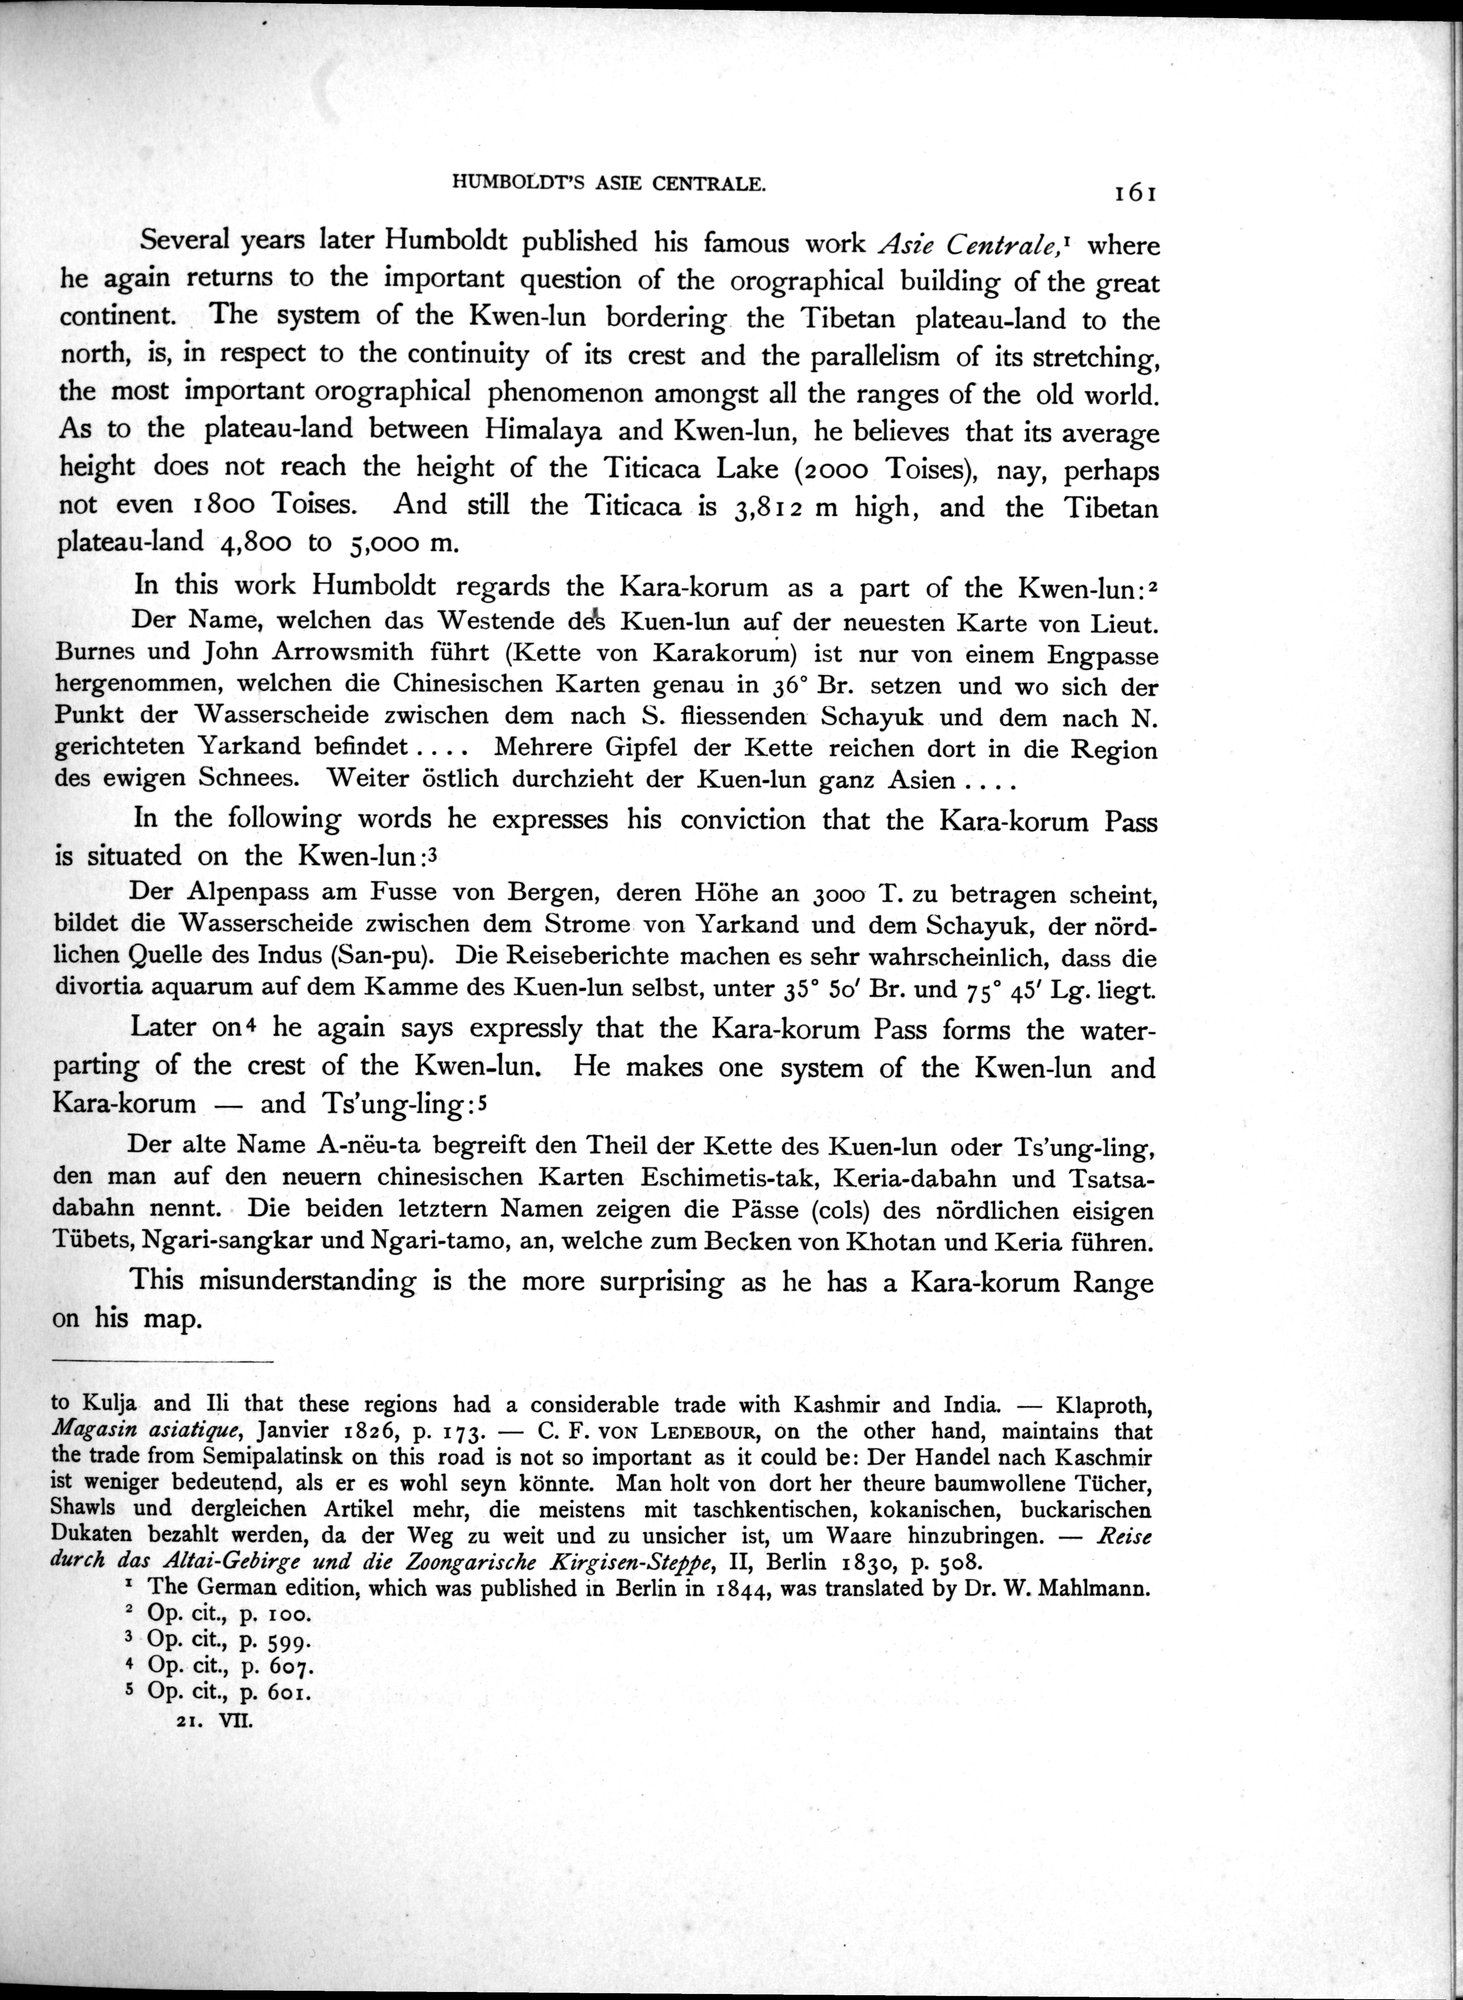 HUMBOLDT'S ASIE CENTRALE.
161
Several years later Humboldt published his famous work Asie Centrale,¹ where
he again returns to the important question of the orographical building of the great
continent. The system of the Kwen-lun bordering the Tibetan plateau-land to the
north, is, in respect to the continuity of its crest and the parallelism of its stretching,
the most important orographical phenomenon amongst all the ranges of the old world.
As to the plateau-land between Himalaya and Kwen-lun, he believes that its average
height does not reach the height of the Titicaca Lake (2000 Toises), nay, perhaps
not even 1800 Toises. And still the Titicaca is 3,812 m high, and the Tibetan
plateau-land 4,800 to 5,000 m.
In this work Humboldt regards the Kara-korum as a part of the Kwen-lun:²
Der Name, welchen das Westende des Kuen-lun auf der neuesten Karte von Lieut.
Burnes und John Arrowsmith führt (Kette von Karakorum) ist nur von einem Engpasse
hergenommen, welchen die Chinesischen Karten genau in 36° Br. setzen und wo sich der
Punkt der Wasserscheide zwischen dem nach S. fliessenden Schayuk und dem nach N.
gerichteten Yarkand befindet .... Mehrere Gipfel der Kette reichen dort in die Region
des ewigen Schnees. Weiter östlich durchzieht der Kuen-lun ganz Asien ....
In the following words he expresses his conviction that the Kara-korum Pass
is situated on the Kwen-lun:³
Der Alpenpass am Fusse von Bergen, deren Höhe an 3000 T. zu betragen scheint,
bildet die Wasserscheide zwischen dem Strome von Yarkand und dem Schayuk, der nörd-
lichen Quelle des Indus (San-pu). Die Reiseberichte machen es sehr wahrscheinlich, dass die
divortia aquarum auf dem Kamme des Kuen-lun selbst, unter 35° 50′ Br. und 75° 45′ Lg. liegt.
Later on⁴ he again says expressly that the Kara-korum Pass forms the water-
parting of the crest of the Kwen-lun. He makes one system of the Kwen-lun and
Kara-korum — and Ts'ung-ling:⁵
Der alte Name A-nëu-ta begreift den Theil der Kette des Kuen-lun oder Ts'ung-ling,
den man auf den neuern chinesischen Karten Eschimetis-tak, Keria-dabahn und Tsatsa-
dabahn nennt. Die beiden letztern Namen zeigen die Pässe (cols) des nördlichen eisigen
Tübets, Ngari-sangkar und Ngari-tamo, an, welche zum Becken von Khotan und Keria führen.
This misunderstanding is the more surprising as he has a Kara-korum Range
on his map.
to Kulja and Ili that these regions had a considerable trade with Kashmir and India. — Klaproth,
Magasin asiatique, Janvier 1826, p. 173. — C. F. VON LEDEBOUR, on the other hand, maintains that
the trade from Semipalatinsk on this road is not so important as it could be: Der Handel nach Kaschmir
ist weniger bedeutend, als er es wohl seyn könnte. Man holt von dort her theure baumwollene Tücher,
Shawls und dergleichen Artikel mehr, die meistens mit taschkentischen, kokanischen, buckarischen
Dukaten bezahlt werden, da der Weg zu weit und zu unsicher ist, um Waare hinzubringen. — Reise
durch das Altai-Gebirge und die Zoongarische Kirgisen-Steppe, II, Berlin 1830, p. 508.
¹ The German edition, which was published in Berlin in 1844, was translated by Dr. W. Mahlmann.
² Op. cit., p. 100.
³ Op. cit., p. 599.
⁴ Op. cit., p. 607.
⁵ Op. cit., p. 601.
21. VII.